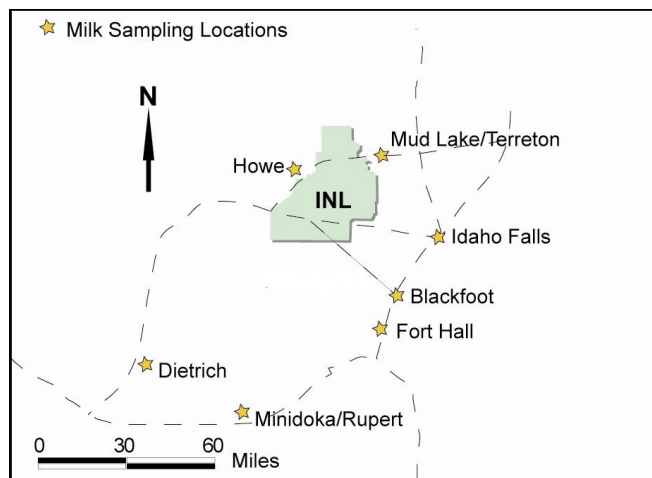 Milk Sampling Locations
N
Mud Lake/Terreton
Howe
INL
Idaho Falls
Blackfoot
Fort Hall
Dietrich
Minidoka/Rupert
0 30 60
Miles